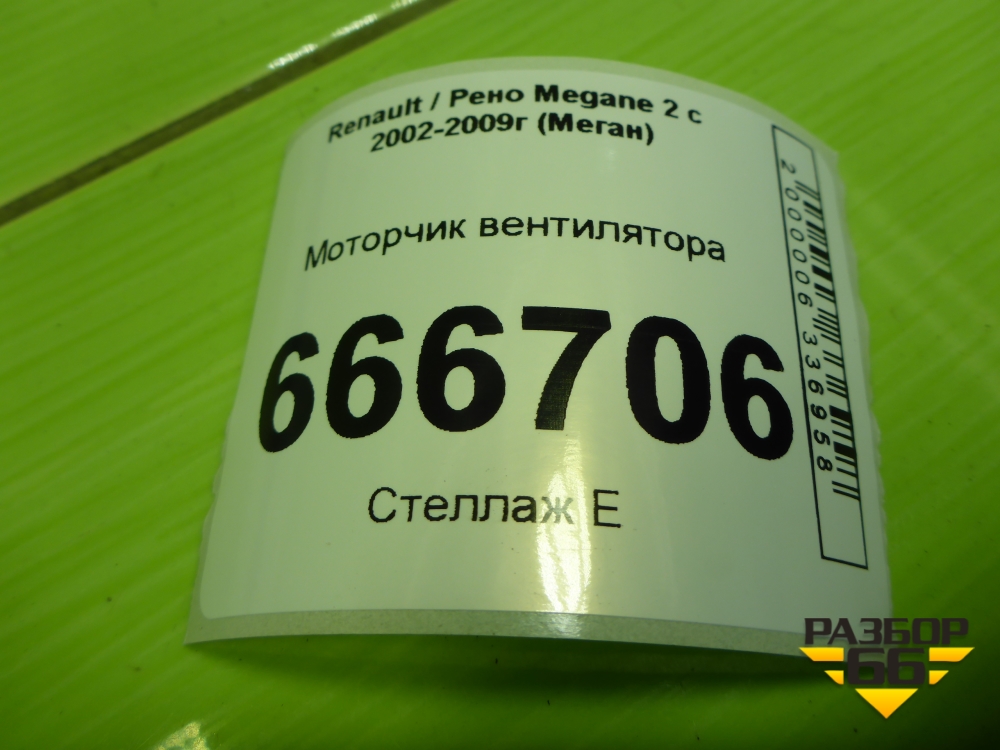 Renault / Рено Megane 2 с
2002-2009г (Меган)
Моторчик вентилятора
666706
Стеллаж Е
2000006336958
РАЗБОР
66